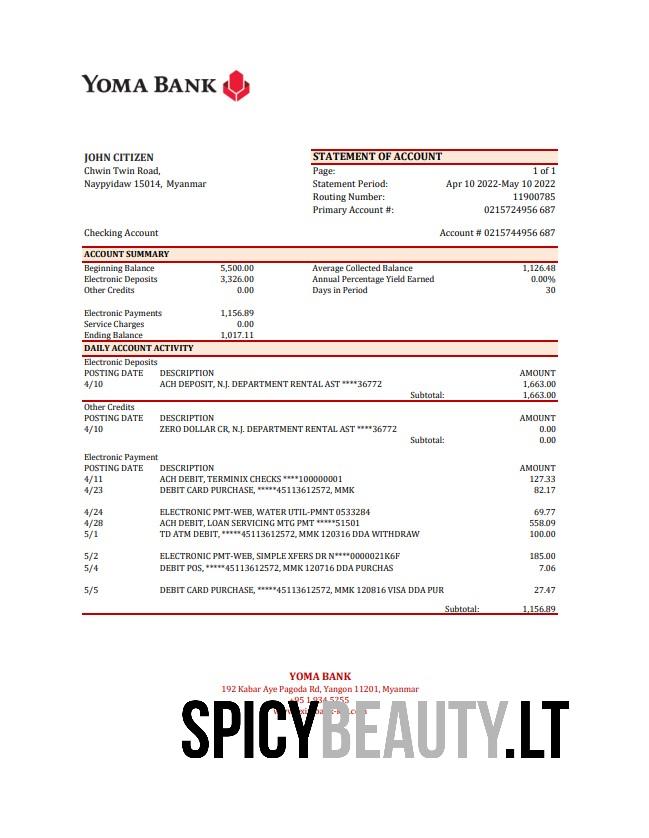 YOMA BANK
JOHN CITIZEN
Chwin Twin Road,
Naypyidaw 15014, Myanmar
STATEMENT OF ACCOUNT
Page: 1 of 1
Statement Period: Apr 10 2022-May 10 2022
Routing Number: 11900785
Primary Account #: 0215724956 687
Checking Account Account # 0215744956 687
ACCOUNT SUMMARY
Beginning Balance 5,500.00 Average Collected Balance 1,126.48
Electronic Deposits 3,326.00 Annual Percentage Yield Earned 0.00%
Other Credits 0.00 Days in Period 30
Electronic Payments 1,156.89
Service Charges 0.00
Ending Balance 1,017.11
DAILY ACCOUNT ACTIVITY
Electronic Deposits
POSTING DATE DESCRIPTION AMOUNT
4/10 ACH DEPOSIT, N.J. DEPARTMENT RENTAL AST ****36772 1,663.00
Subtotal: 1,663.00
Other Credits
POSTING DATE DESCRIPTION AMOUNT
4/10 ZERO DOLLAR CR, N.J. DEPARTMENT RENTAL AST ****36772 0.00
Subtotal: 0.00
Electronic Payment
POSTING DATE DESCRIPTION AMOUNT
4/11 ACH DEBIT, TERMINIX CHECKS ****100000001 127.33
4/23 DEBIT CARD PURCHASE, *****45113612572, MMK 82.17
4/24 ELECTRONIC PMT-WEB, WATER UTIL-PMNT 0533284 69.77
4/28 ACH DEBIT, LOAN SERVICING MTG PMT *****51501 558.09
5/1 TD ATM DEBIT, *****45113612572, MMK 120316 DDA WITHDRAW 100.00
5/2 ELECTRONIC PMT-WEB, SIMPLE XFERS DR N****0000021K6F 185.00
5/4 DEBIT POS, *****45113612572, MMK 120716 DDA PURCHAS 7.06
5/5 DEBIT CARD PURCHASE, *****45113612572, MMK 120816 VISA DDA PUR 27.47
Subtotal: 1,156.89
YOMA BANK
192 Kabar Aye Pagoda Rd, Yangon 11201, Myanmar
SPICYBEAUTY.LT